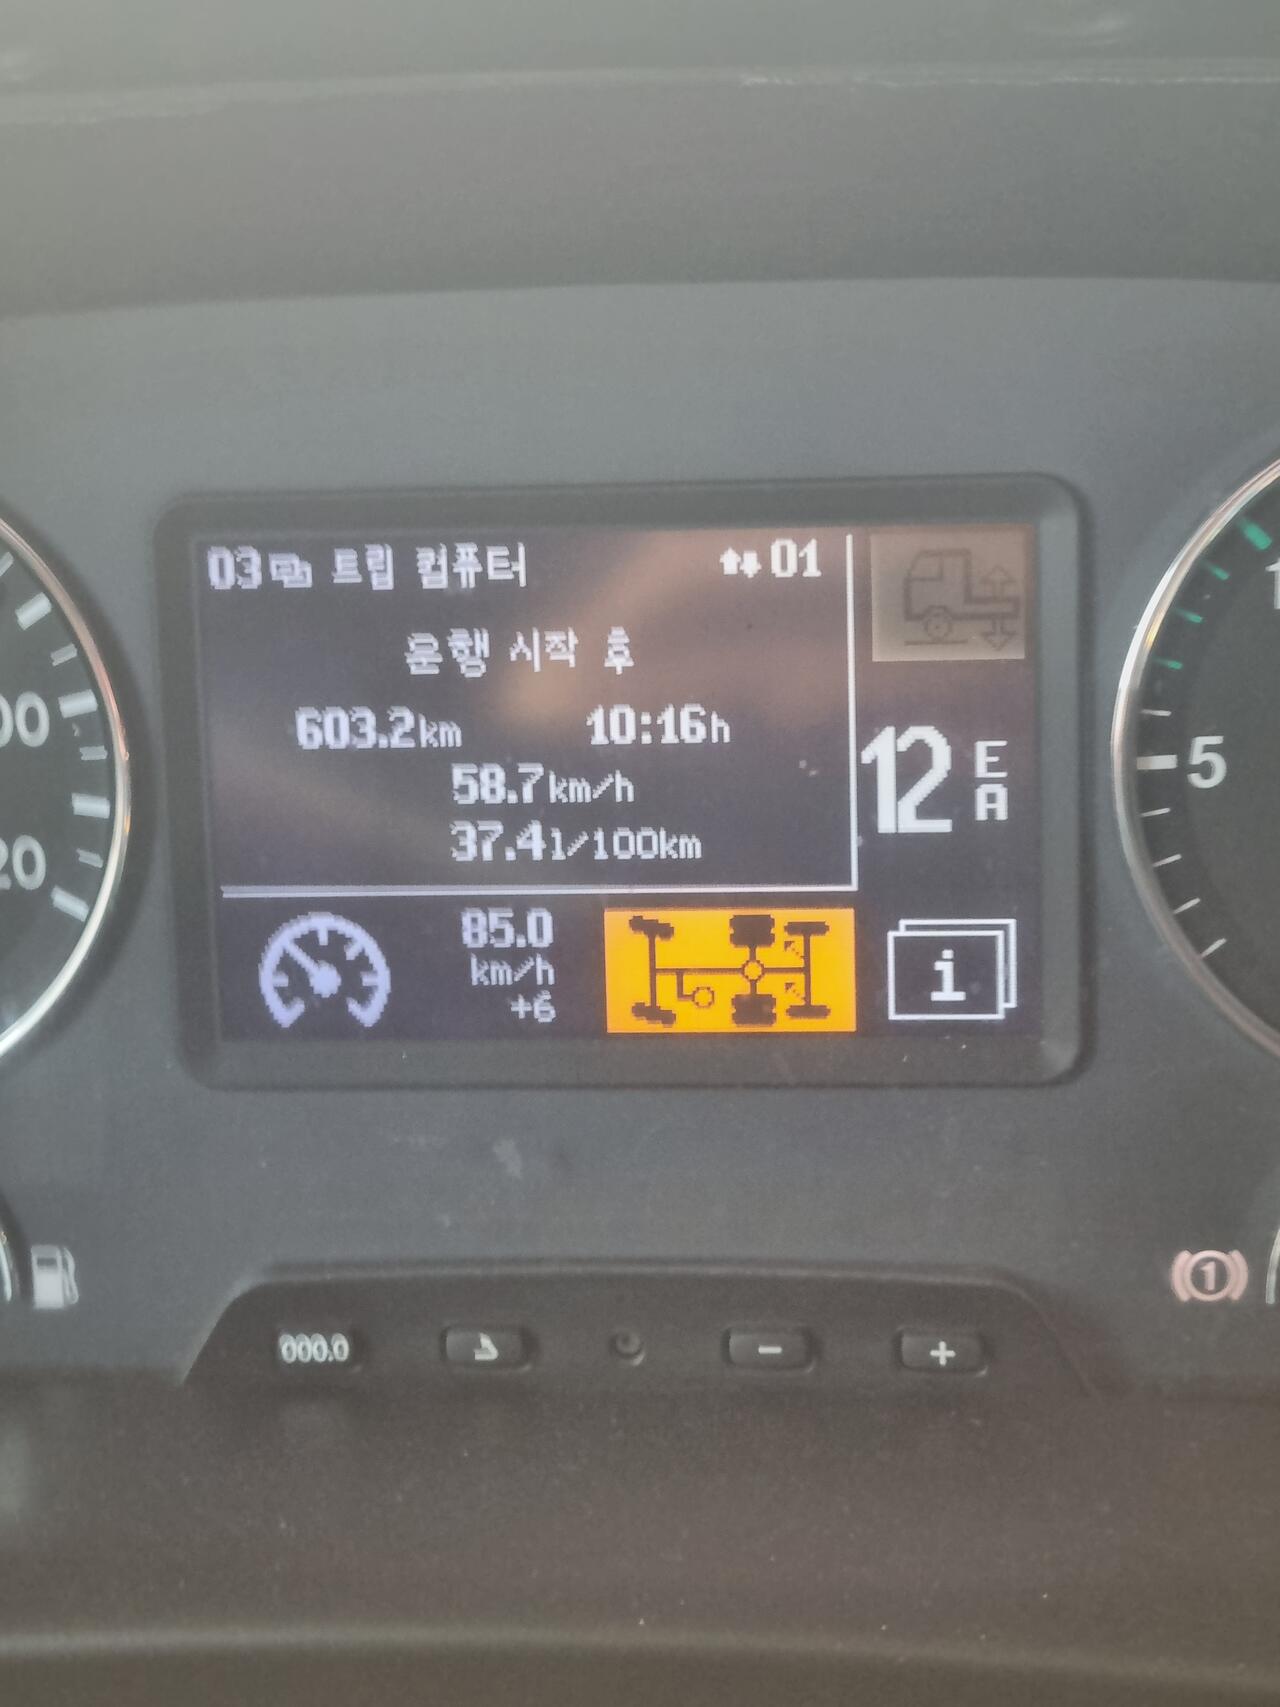 03 트립 컴퓨터 01
운행 시작 후
603.2km 10:16h
58.7km/h
37.4l/100km
12 E
A
85.0
km/h
+6
i
5
1
000.0
-
+